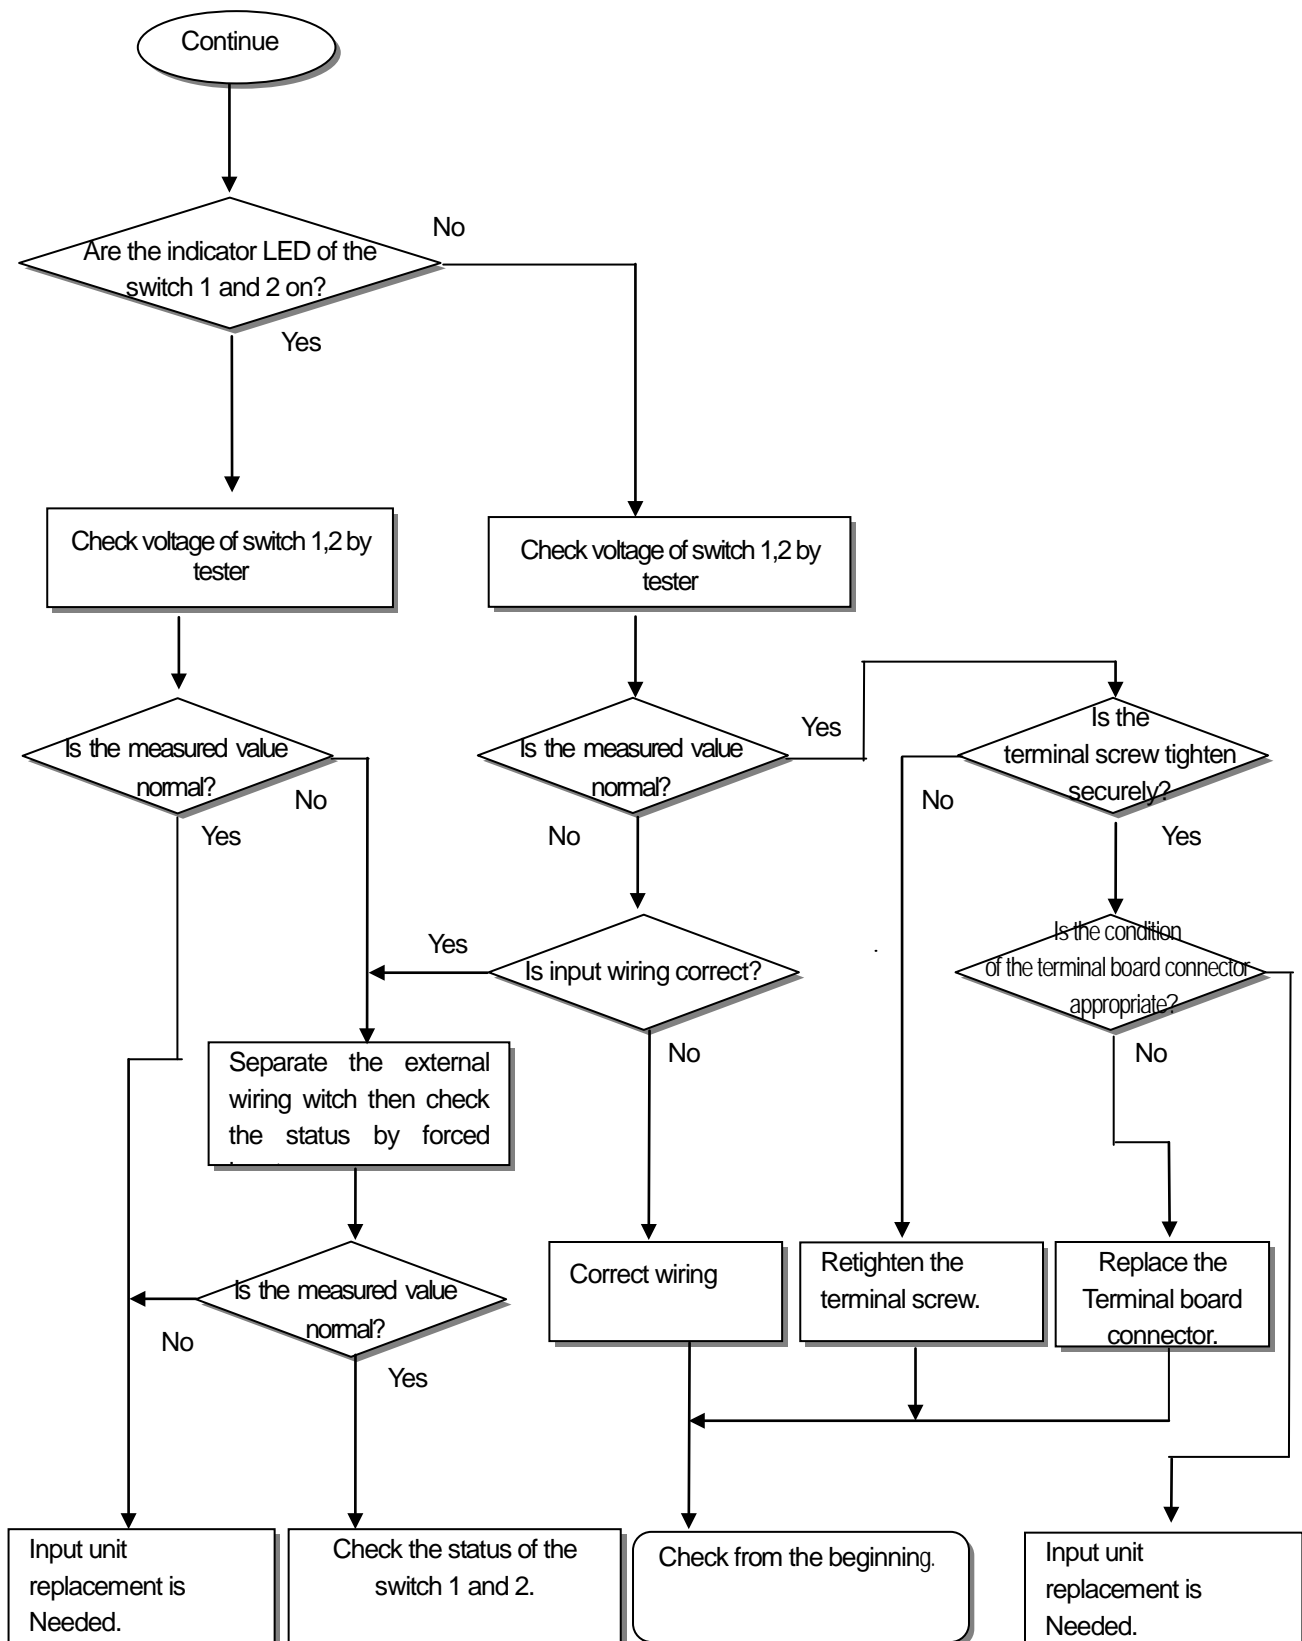 Continue
No
Are the indicator LED of the
switch 1 and 2 on?
Yes
Check voltage of switch 1,2 by
tester
Check voltage of switch 1,2 by
tester
Is the measured value
normal?
No
Yes
Is the measured value
normal?
Yes
No
Is the
terminal screw tighten
securely?
No
Yes
Yes
Is input wiring correct?
No
Is the condition
of the terminal board connector
appropriate?
No
Separate the external
wiring witch then check
the status by forced
Is the measured value
normal?
No
Yes
Correct wiring
Retighten the
terminal screw.
Replace the
Terminal board
connector.
Input unit
replacement is
Needed.
Check the status of the
switch 1 and 2.
Check from the beginning.
Input unit
replacement is
Needed.